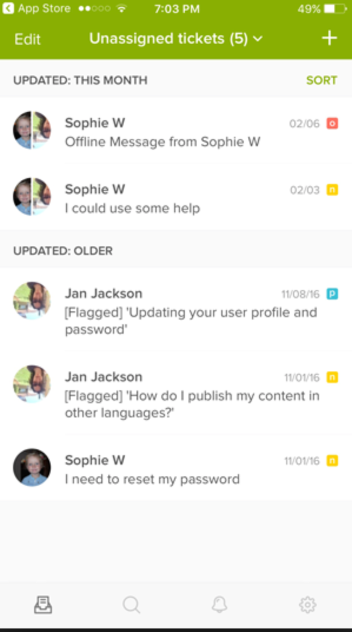 App Store 7:03 PM 49%
Edit Unassigned tickets (5) +
UPDATED: THIS MONTH SORT
Sophie W 02/06 o
Offline Message from Sophie W
Sophie W 02/03 n
I could use some help
UPDATED: OLDER
Jan Jackson 11/08/16 p
[Flagged] 'Updating your user profile and
password'
Jan Jackson 11/01/16 n
[Flagged] 'How do I publish my content in
other languages?'
Sophie W 11/01/16 n
I need to reset my password